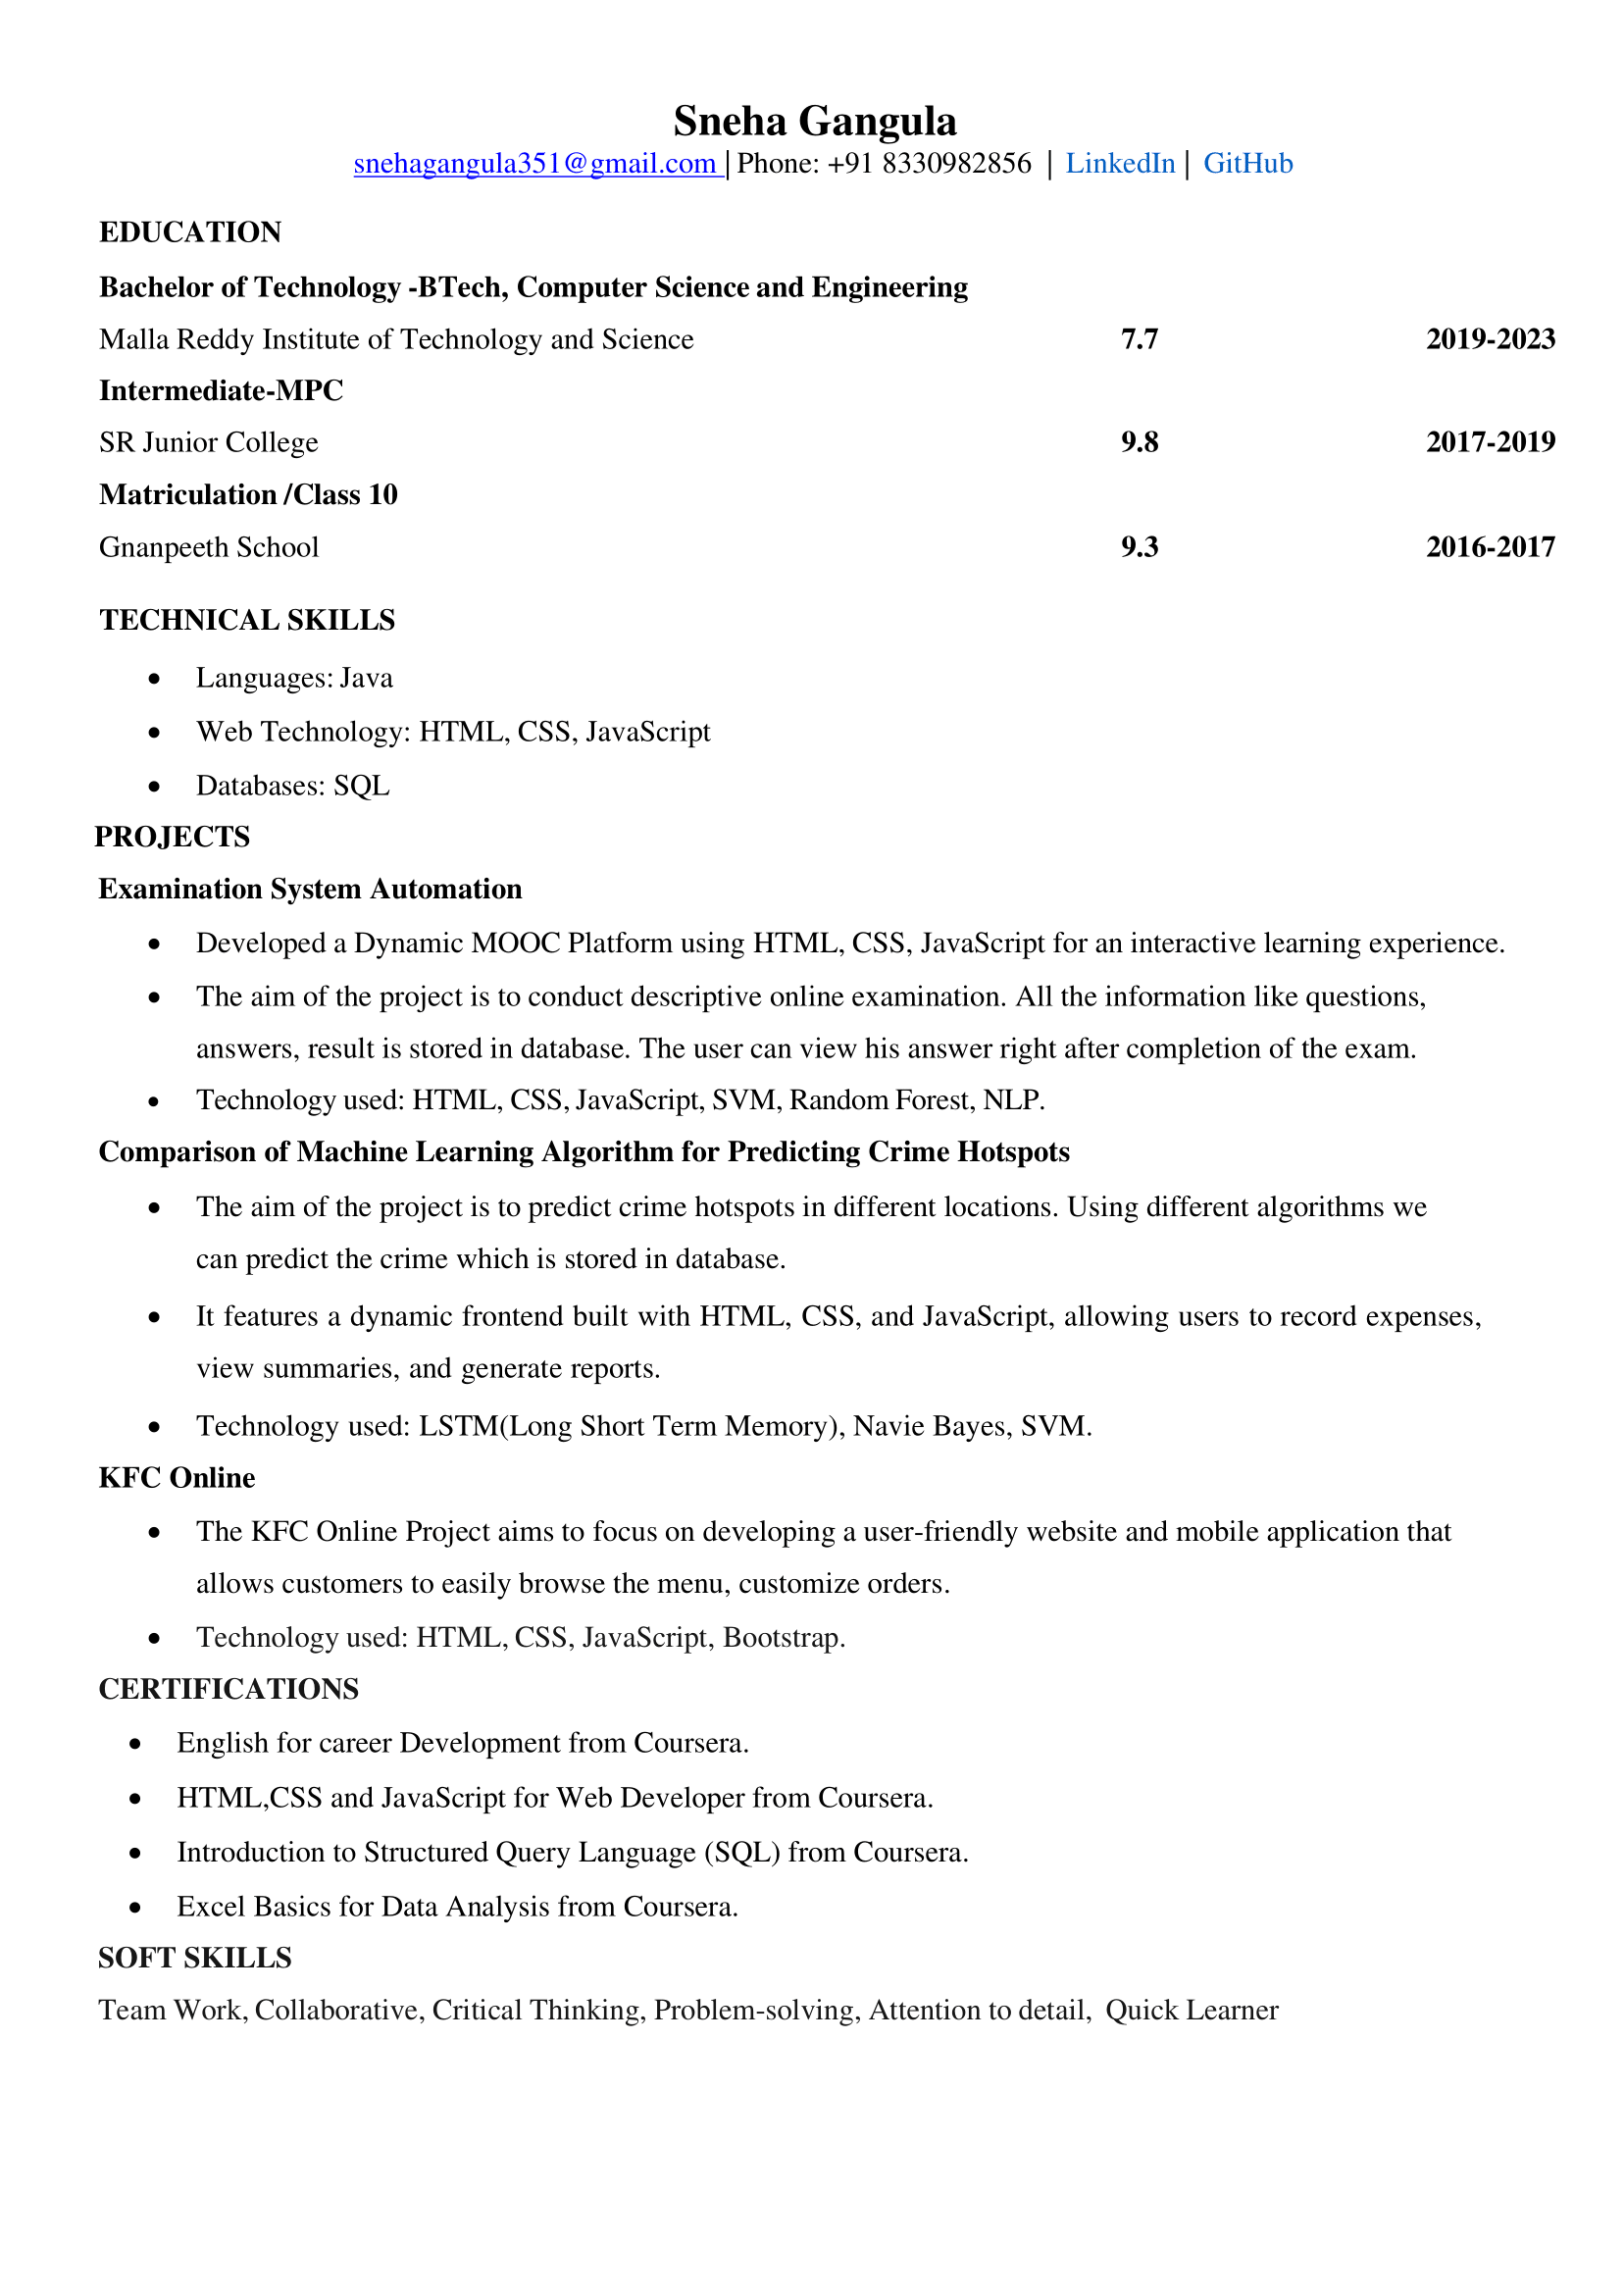 Sneha Gangula
snehagangula351@gmail.com | Phone: +91 8330982856 | LinkedIn | GitHub
EDUCATION
Bachelor of Technology -BTech, Computer Science and Engineering
Malla Reddy Institute of Technology and Science 7.7 2019-2023
Intermediate-MPC
SR Junior College 9.8 2017-2019
Matriculation /Class 10
Gnanpeeth School 9.3 2016-2017
TECHNICAL SKILLS
• Languages: Java
• Web Technology: HTML, CSS, JavaScript
• Databases: SQL
PROJECTS
Examination System Automation
• Developed a Dynamic MOOC Platform using HTML, CSS, JavaScript for an interactive learning experience.
• The aim of the project is to conduct descriptive online examination. All the information like questions,
answers, result is stored in database. The user can view his answer right after completion of the exam.
• Technology used: HTML, CSS, JavaScript, SVM, Random Forest, NLP.
Comparison of Machine Learning Algorithm for Predicting Crime Hotspots
• The aim of the project is to predict crime hotspots in different locations. Using different algorithms we
can predict the crime which is stored in database.
• It features a dynamic frontend built with HTML, CSS, and JavaScript, allowing users to record expenses,
view summaries, and generate reports.
• Technology used: LSTM(Long Short Term Memory), Navie Bayes, SVM.
KFC Online
• The KFC Online Project aims to focus on developing a user-friendly website and mobile application that
allows customers to easily browse the menu, customize orders.
• Technology used: HTML, CSS, JavaScript, Bootstrap.
CERTIFICATIONS
• English for career Development from Coursera.
• HTML,CSS and JavaScript for Web Developer from Coursera.
• Introduction to Structured Query Language (SQL) from Coursera.
• Excel Basics for Data Analysis from Coursera.
SOFT SKILLS
Team Work, Collaborative, Critical Thinking, Problem-solving, Attention to detail, Quick Learner